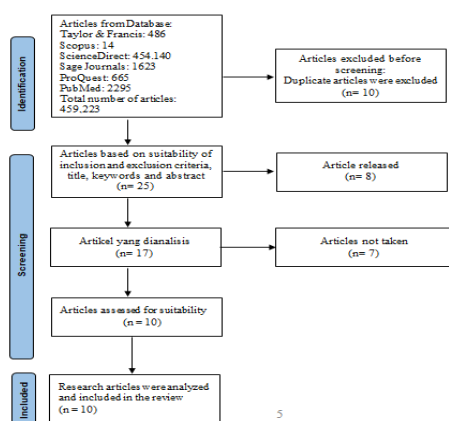 Articles from Database:
Taylor & Francis: 486
Scopus: 14
ScienceDirect: 454.140
Sage Journals: 1623
ProQuest: 665
PubMed: 2295
Total number of articles:
459.223
Articles excluded before
screening:
Duplicate articles were excluded
(n= 10)
Identification
Articles based on suitability of
inclusion and exclusion criteria,
title, keywords and abstract
(n= 25)
Article released
(n= 8)
Artikel yang dianalisis
(n= 17)
Articles not taken
(n= 7)
Screening
Articles assessed for suitability
(n = 10)
Research articles were analyzed
and included in the review
(n = 10)
Included
5